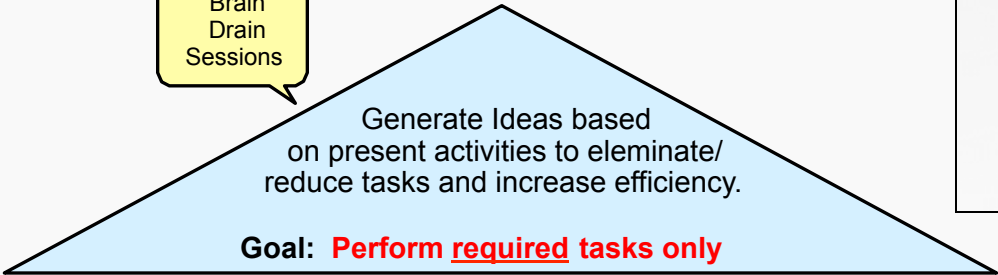 Brain
Drain
Sessions
Generate Ideas based
on present activities to eleminate/
reduce tasks and increase efficiency.
Goal: Perform required tasks only